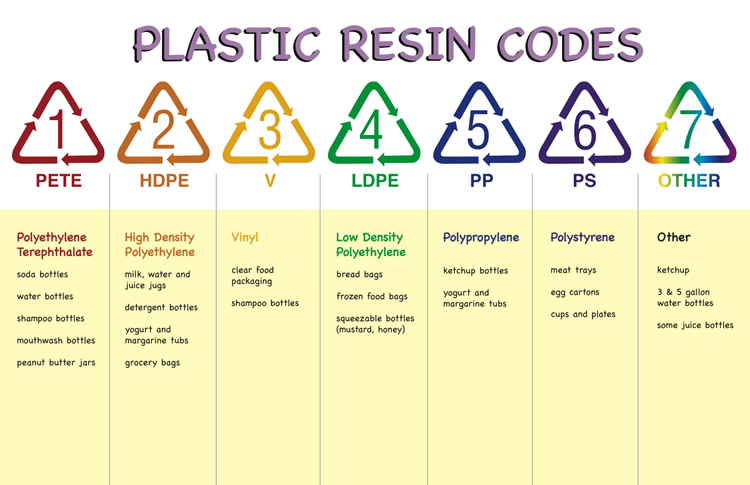 PLASTIC RESIN CODES
1
PETE
2
HDPE
3
V
4
LDPE
5
PP
6
PS
7
OTHER
Polyethylene
Terephthalate
soda bottles
water bottles
shampoo bottles
mouthwash bottles
peanut butter jars
High Density
Polyethylene
milk, water and
juice jugs
detergent bottles
yogurt and
margarine tubs
grocery bags
Vinyl
clear food
packaging
shampoo bottles
Low Density
Polyethylene
bread bags
frozen food bags
squeezable bottles
(mustard, honey)
Polypropylene
ketchup bottles
yogurt and
margarine tubs
Polystyrene
meat trays
egg cartons
cups and plates
Other
ketchup
3 & 5 gallon
water bottles
some juice bottles